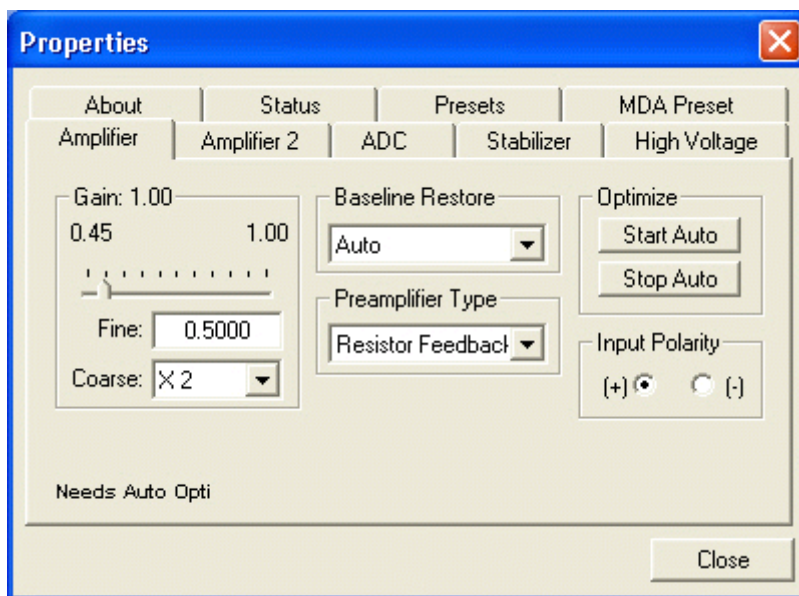 Properties
About
Status
Presets
MDA Preset
Amplifier
Amplifier 2
ADC
Stabilizer
High Voltage
Gain: 1.00
0.45
1.00
Fine:
0.5000
Coarse:
X 2
Baseline Restore
Auto
Preamplifier Type
Resistor Feedback
Optimize
Start Auto
Stop Auto
Input Polarity
(+)
(-)
Needs Auto Opti
Close